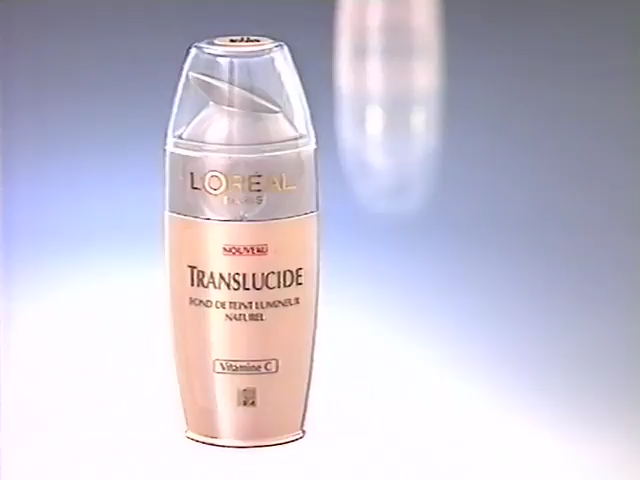 L'ORÉAL
PARIS
NOUVEAU
TRANSLUCIDE
FOND DE TEINT LUMINEUX
NATUREL
Vitamine C